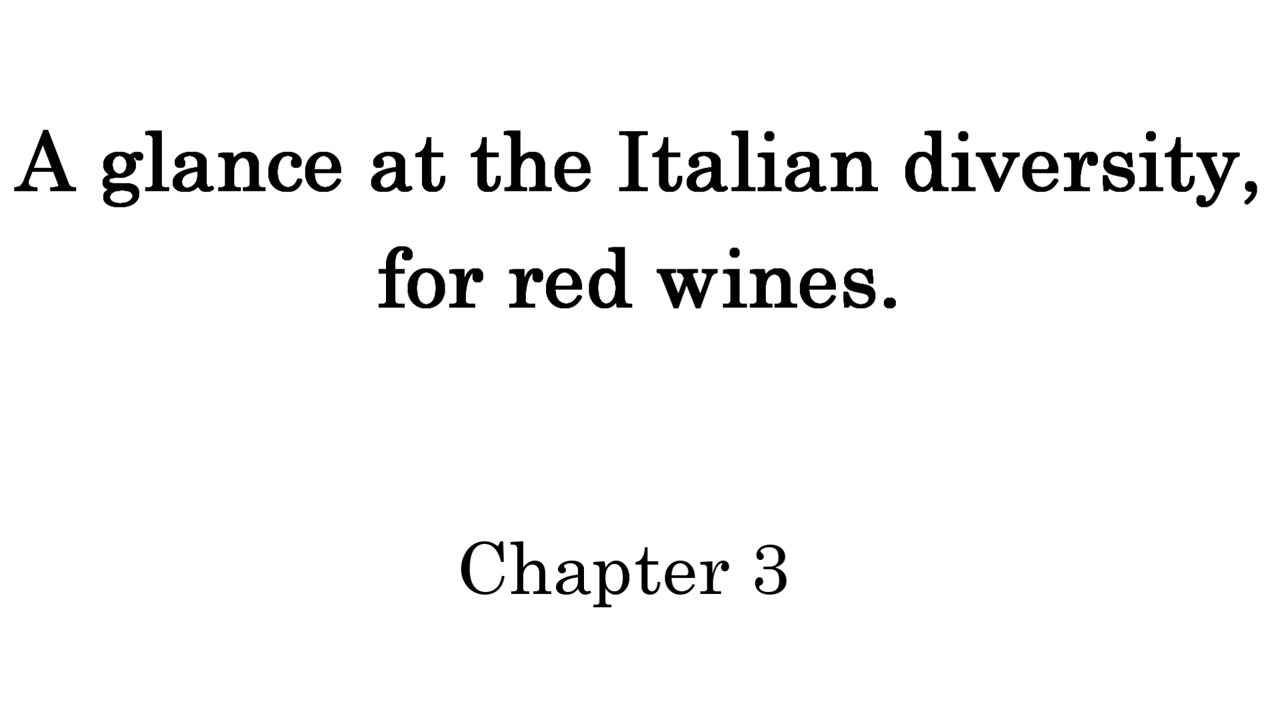 A glance at the Italian diversity,
for red wines.
Chapter 3